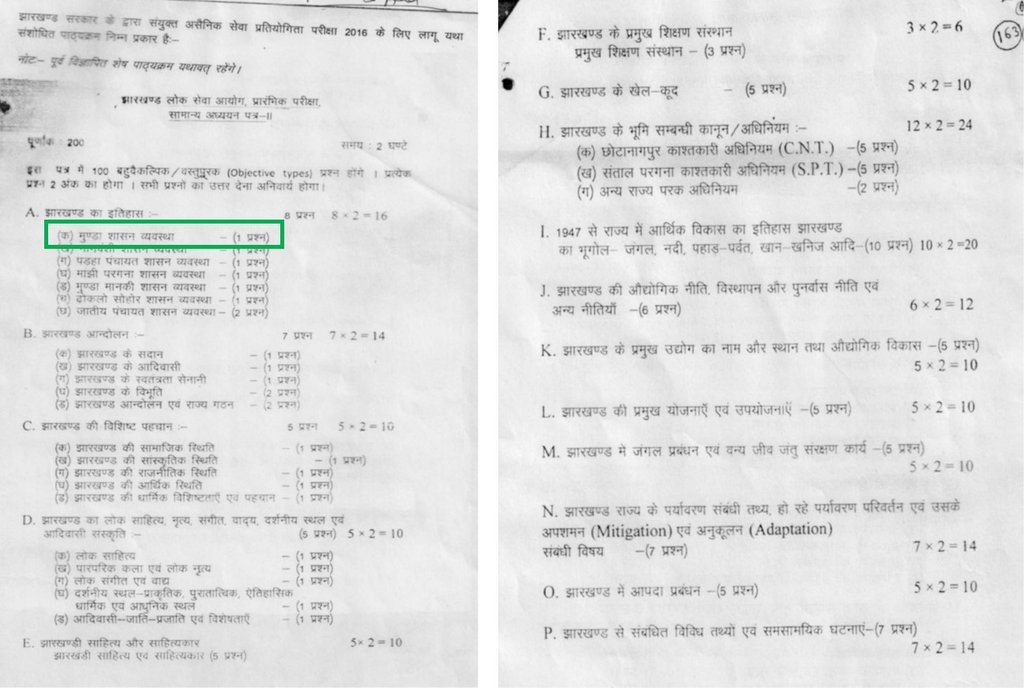 झारखण्ड सरकार के द्वारा संयुक्त असैनिक सेवा प्रतियोगिता परीक्षा 2016 के लिए लागू यथा
संशोधित पाठ्यक्रम निम्न प्रकार है:–
नोटः– पूर्व विज्ञापित शेष पाठ्यक्रम यथावत् रहेंगे।
झारखण्ड लोक सेवा आयोग, प्रारंभिक परीक्षा,
सामान्य अध्ययन पत्र–II
पूर्णांक : 200 समय : 2 घण्टे
इस पत्र में 100 बहुवैकल्पिक/वस्तुपूरक (Objective types) प्रश्न होंगे । प्रत्येक
प्रश्न 2 अंक का होगा । सभी प्रश्नों का उत्तर देना अनिवार्य होगा।
A. झारखण्ड का इतिहास :– 8 प्रश्न 8 × 2 = 16
(क) मुण्डा शासन व्यवस्था – (1 प्रश्न)
(ख) नागवंशी शासन व्यवस्था – (1 प्रश्न)
(ग) पडहा पंचायत शासन व्यवस्था – (1 प्रश्न)
(घ) माझी परगना शासन व्यवस्था – (1 प्रश्न)
(ड) मुण्डा मानकी शासन व्यवस्था – (1 प्रश्न)
(च) ढोकलो सोहोर शासन व्यवस्था – (1 प्रश्न)
(घ) जातीय पंचायत शासन व्यवस्था – (2 प्रश्न)
B. झारखण्ड आन्दोलन :– 7 प्रश्न 7 × 2 = 14
(क) झारखण्ड के सदान – (1 प्रश्न)
(ख) झारखण्ड के आदिवासी – (1 प्रश्न)
(ग) झारखण्ड के स्वतंत्रता सेनानी – (1 प्रश्न)
(घ) झारखण्ड के विभूति – (2 प्रश्न)
(ड) झारखण्ड आन्दोलन एवं राज्य गठन – (2 प्रश्न)
C. झारखण्ड की विशिष्ट पहचान :– 5 प्रश्न 5 × 2 = 10
(क) झारखण्ड की सामाजिक स्थिति – (1 प्रश्न)
(ख) झारखण्ड की सांस्कृतिक स्थिति – (1 प्रश्न)
(ग) झारखण्ड की राजनीतिक स्थिति – (1 प्रश्न)
(घ) झारखण्ड की आर्थिक स्थिति – (1 प्रश्न)
(ड) झारखण्ड की धार्मिक विशिष्टताएँ एवं पहचान – (1 प्रश्न)
D. झारखण्ड का लोक साहित्य, नृत्य, संगीत, वाद्य, दर्शनीय स्थल एवं
आदिवासी संस्कृति :– (5 प्रश्न) 5 × 2 = 10
(क) लोक साहित्य – (1 प्रश्न)
(ख) पारंपरिक कला एवं लोक नृत्य – (1 प्रश्न)
(ग) लोक संगीत एवं वाद्य – (1 प्रश्न)
(घ) दर्शनीय स्थल–प्राकृतिक, पुरातात्विक, ऐतिहासिक
धार्मिक एवं आधुनिक स्थल – (1 प्रश्न)
(ड) आदिवासी–जाति–प्रजाति एवं विशेषताएँ – (1 प्रश्न)
E. झारखण्डी साहित्य और साहित्यकार 5× 2 = 10
झारखंडी साहित्य एवं साहित्यकार (5 प्रश्न)
163
F. झारखण्ड के प्रमुख शिक्षण संस्थान 3 × 2 = 6
प्रमुख शिक्षण संस्थान – (3 प्रश्न)
G. झारखण्ड के खेल–कूद – (5 प्रश्न) 5 × 2 = 10
H. झारखण्ड के भूमि सम्बन्धी कानून/अधिनियम :– 12 × 2 = 24
(क) छोटानागपुर काश्तकारी अधिनियम (C.N.T.) –(5 प्रश्न)
(ख) संताल परगना काश्तकारी अधिनियम (S.P.T.) –(5 प्रश्न)
(ग) अन्य राज्य परक अधिनियम –(2 प्रश्न)
I. 1947 से राज्य में आर्थिक विकास का इतिहास झारखण्ड
का भूगोल– जंगल, नदी, पहाड़–पर्वत, खान–खनिज आदि–(10 प्रश्न) 10 × 2 =20
J. झारखण्ड की औद्योगिक नीति, विस्थापन और पुनर्वास नीति एवं
अन्य नीतियाँ –(6 प्रश्न) 6 × 2 = 12
K. झारखण्ड के प्रमुख उद्योग का नाम और स्थान तथा औद्योगिक विकास –(5 प्रश्न)
5 × 2 = 10
L. झारखण्ड की प्रमुख योजनाएँ एवं उपयोजनाएँ –(5 प्रश्न) 5 × 2 = 10
M. झारखण्ड में जंगल प्रबंधन एवं वन्य जीव जंतु संरक्षण कार्य –(5 प्रश्न)
5 × 2 = 10
N. झारखण्ड राज्य के पर्यावरण संबंधी तथ्य, हो रहे पर्यावरण परिवर्तन एवं उसके
अपशमन (Mitigation) एवं अनुकूलन (Adaptation)
संबंधी विषय –(7 प्रश्न) 7 × 2 = 14
O. झारखण्ड में आपदा प्रबंधन –(5 प्रश्न) 5 × 2 = 10
P. झारखण्ड से संबंधित विविध तथ्यों एवं समसामयिक घटनाएं–(7 प्रश्न)
7 × 2 = 14